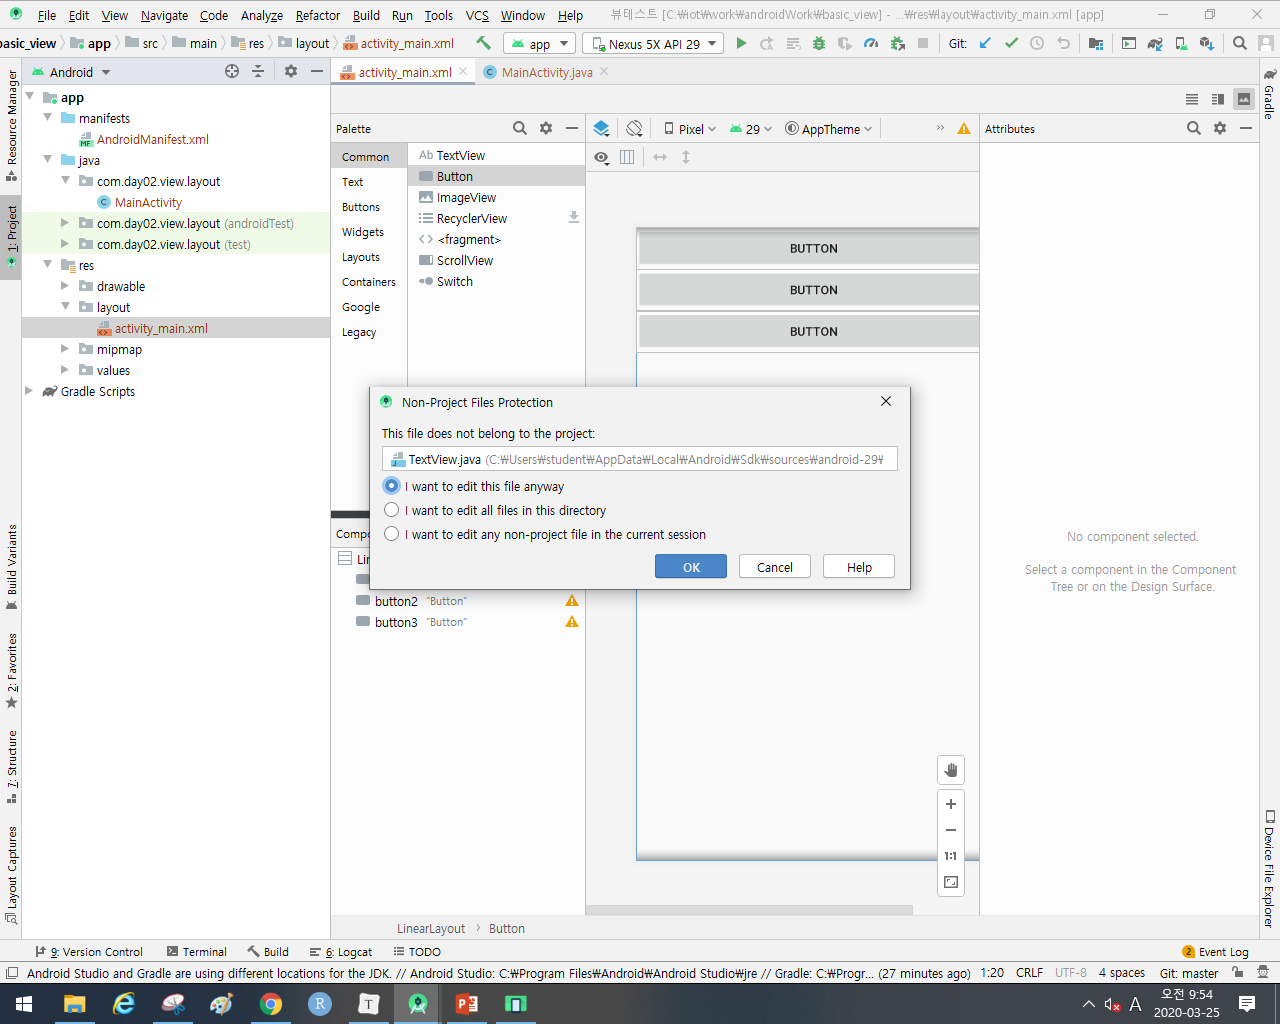 File Edit View Navigate Code Analyze Refactor Build Run Tools VCS Window Help 뷰테스트 [C:₩iot₩work₩androidWork₩basic_view] - ...₩res₩layout₩activity_main.xml [app]
basic_view app src main res layout activity_main.xml app Nexus 5X API 29 Git:
Resource Manager
1: Project
Build Variants
2: Favorites
7: Structure
Layout Captures
Android
app
manifests
AndroidManifest.xml
java
com.day02.view.layout
MainActivity
com.day02.view.layout (androidTest)
com.day02.view.layout (test)
res
drawable
layout
activity_main.xml
mipmap
values
Gradle Scripts
activity_main.xml MainActivity.java
Palette
Common
Text
Buttons
Widgets
Layouts
Containers
Google
Legacy
Ab TextView
Button
ImageView
RecyclerView
<fragment>
ScrollView
Switch
Pixel 29 AppTheme
BUTTON
BUTTON
BUTTON
Attributes
No component selected.
Select a component in the Component
Tree or on the Design Surface.
Non-Project Files Protection
This file does not belong to the project:
TextView.java (C:₩Users₩student₩AppData₩Local₩Android₩Sdk₩sources₩android-29₩
I want to edit this file anyway
I want to edit all files in this directory
I want to edit any non-project file in the current session
OK Cancel Help
button2 "Button"
button3 "Button"
1:1
Gradle
Device File Explorer
LinearLayout Button
9: Version Control Terminal Build 6: Logcat TODO 2 Event Log
Android Studio and Gradle are using different locations for the JDK. // Android Studio: C:₩Program Files₩Android₩Android Studio₩jre // Gradle: C:₩Progr... (27 minutes ago) 1:20 CRLF UTF-8 4 spaces Git: master
R T P A 오전 9:54
2020-03-25